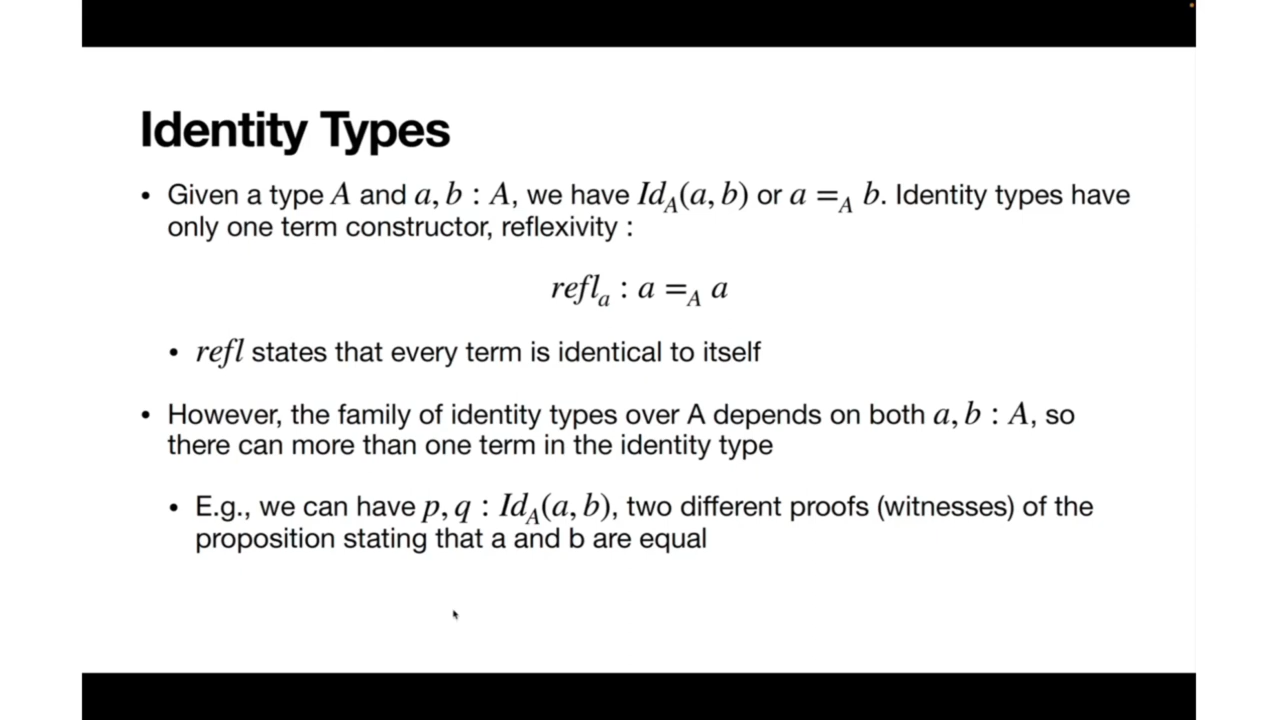 Identity Types
• Given a type A and a, b : A, we have Id_A(a, b) or a =_A b. Identity types have
only one term constructor, reflexivity :
refl_a : a =_A a
• refl states that every term is identical to itself
• However, the family of identity types over A depends on both a, b : A, so
there can more than one term in the identity type
• E.g., we can have p, q : Id_A(a, b), two different proofs (witnesses) of the
proposition stating that a and b are equal